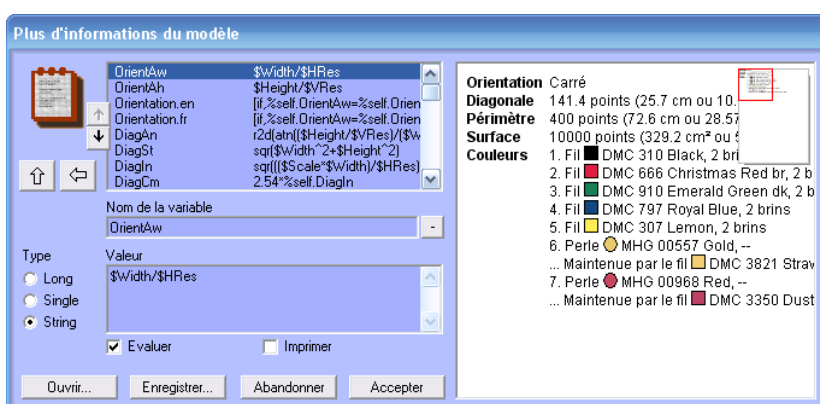 Plus d'informations du modèle
OrientAw $Width/$HRes
OrientAh $Height/$VRes
Orientation.en [if,%self.OrientAw=%self.Orien
Orientation.fr [if,%self.OrientAw=%self.Orien
DiagAn r2d(atn(($Height/$VRes)/($W
DiagSt sqr($Width^2+$Height^2)
DiagIn sqr((($Scale*$Width)/$HRes)
DiagCm 2.54*%self.DiagIn
Nom de la variable
OrientAw
-
Type
Long
Single
String
Valeur
$Width/$HRes
Evaluer
Imprimer
Ouvrir...
Enregistrer...
Abandonner
Accepter
Orientation Carré
Diagonale 141.4 points (25.7 cm ou 10.
Périmètre 400 points (72.6 cm ou 28.57
Surface 10000 points (329.2 cm² ou
Couleurs 1. Fil DMC 310 Black, 2 bri
2. Fil DMC 666 Christmas Red br, 2 b
3. Fil DMC 910 Emerald Green dk, 2 b
4. Fil DMC 797 Royal Blue, 2 brins
5. Fil DMC 307 Lemon, 2 brins
6. Perle MHG 00557 Gold, --
... Maintenue par le fil DMC 3821 Straw
7. Perle MHG 00968 Red, --
... Maintenue par le fil DMC 3350 Dust